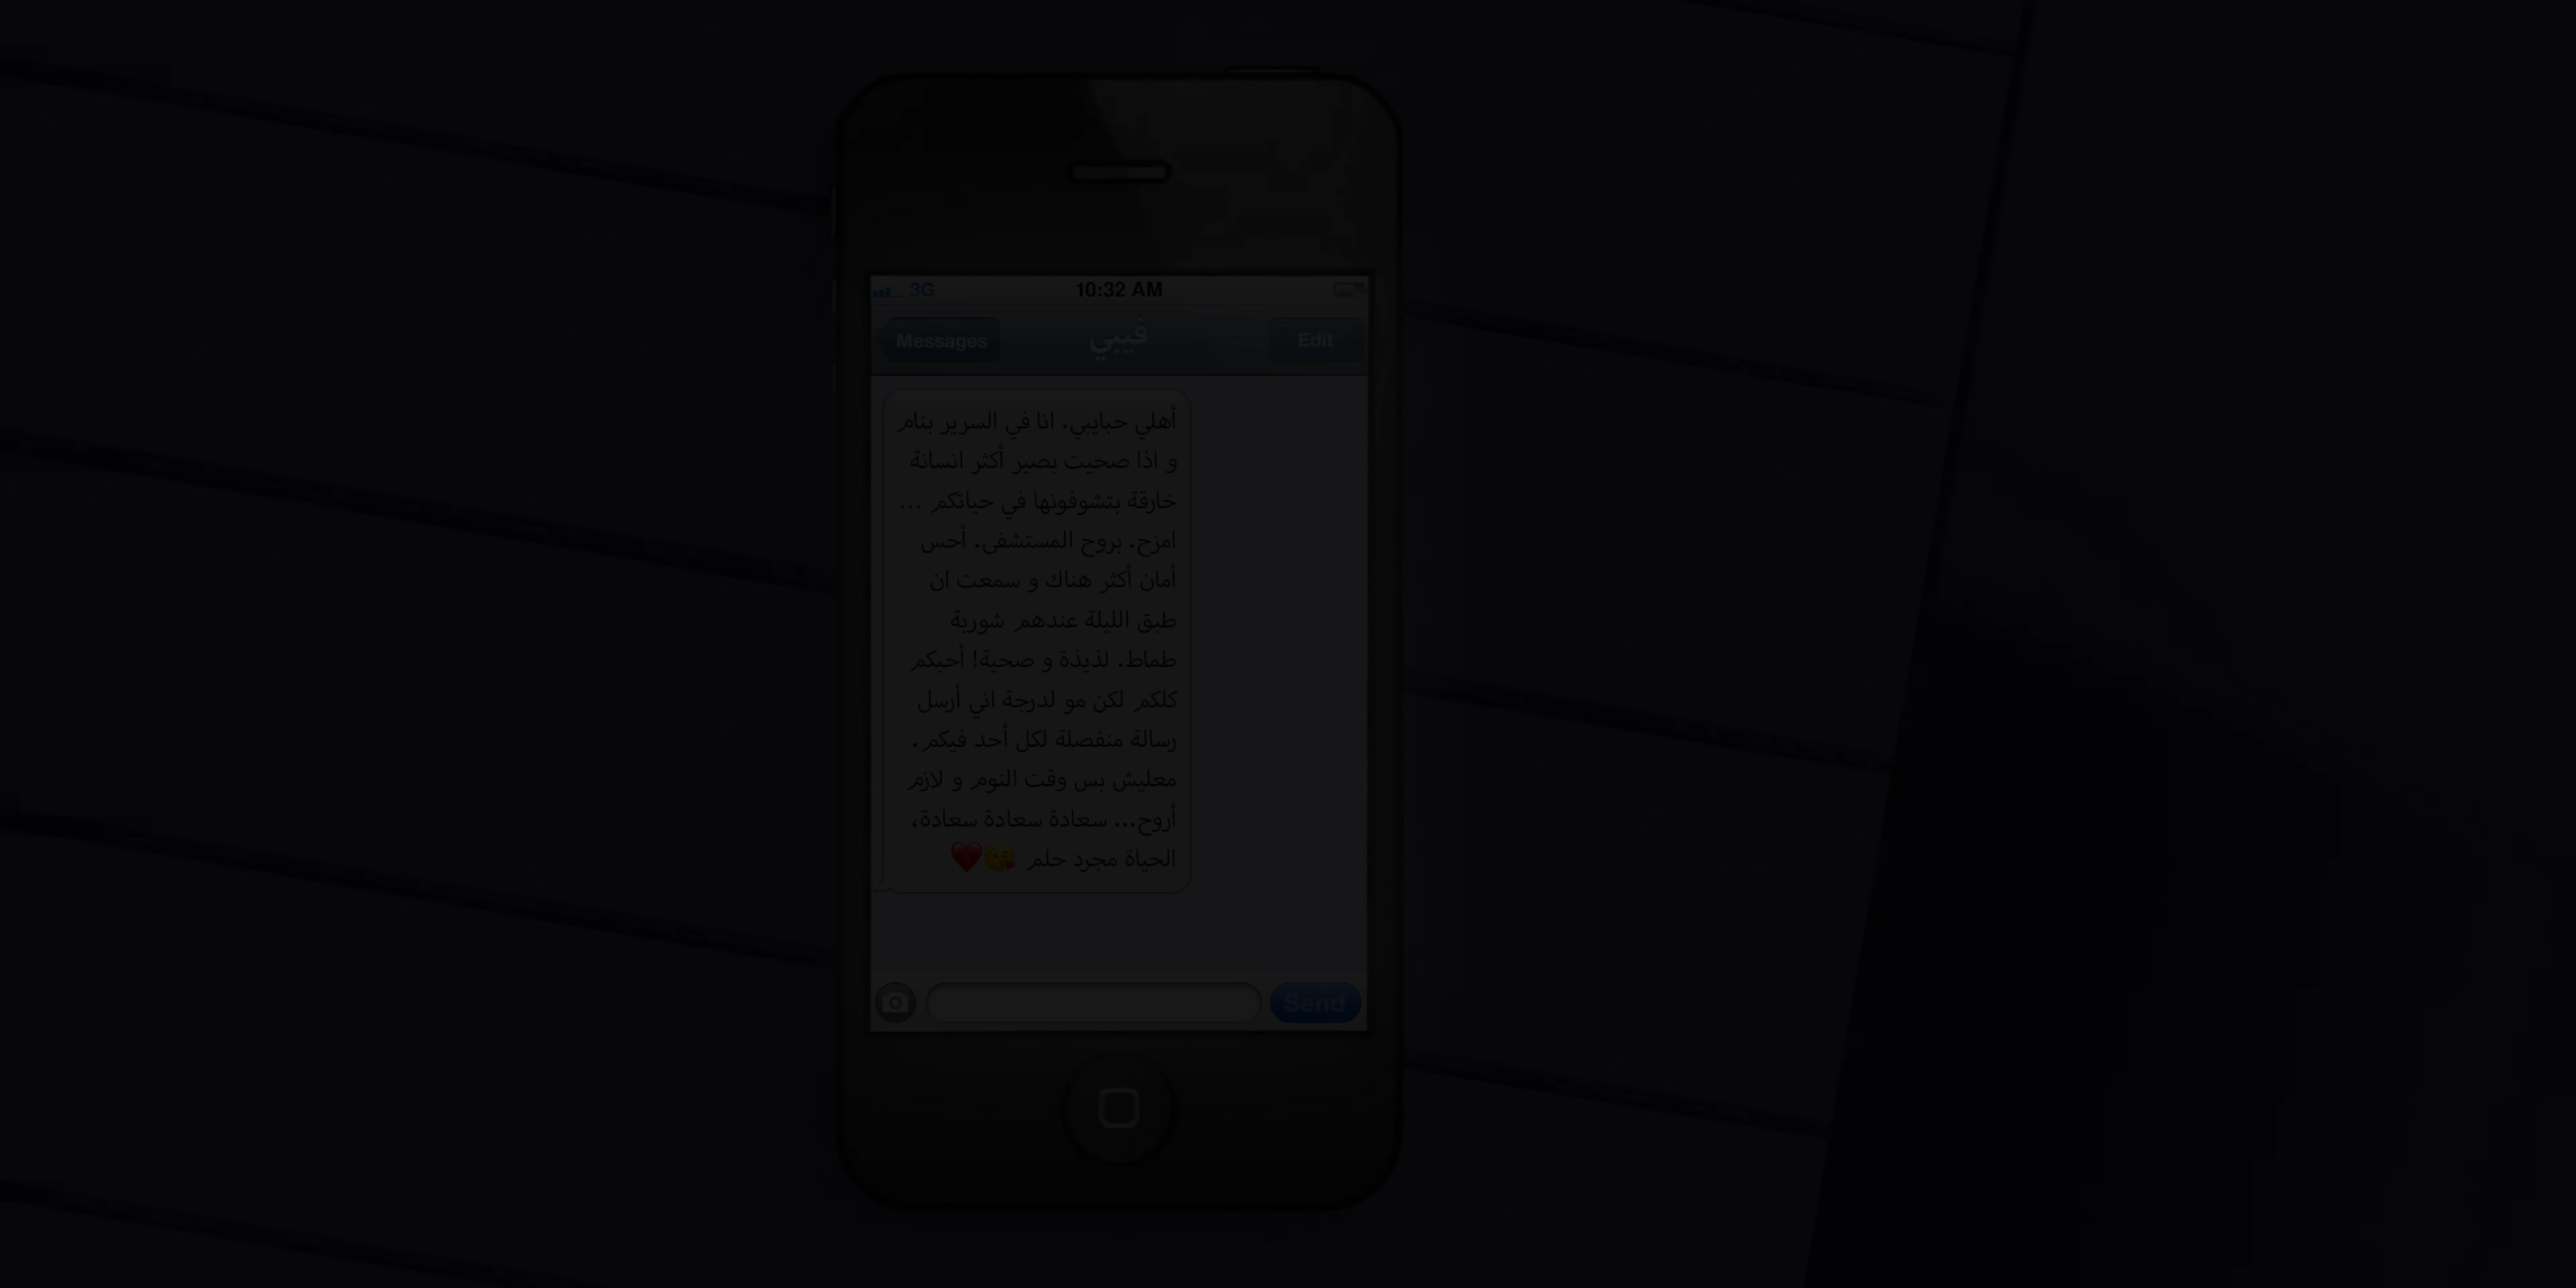 3G 10:32 AM
Messages فيبي Edit
أهلي حبايبي. انا في السرير بنام
و اذا صحيت بصير أكثر انسانة
خارقة بتشوفونها في حياتكم ...
امزح. بروح المستشفى. أحس
أمان أكثر هناك و سمعت ان
طبق الليلة عندهم شوربة
طماط. لذيذة و صحية! أحبكم
كلكم لكن مو لدرجة اني أرسل
رسالة منفصلة لكل أحد فيكم.
معليش بس وقت النوم و لازم
أروح... سعادة سعادة سعادة،
الحياة مجرد حلم 😘❤️
Send